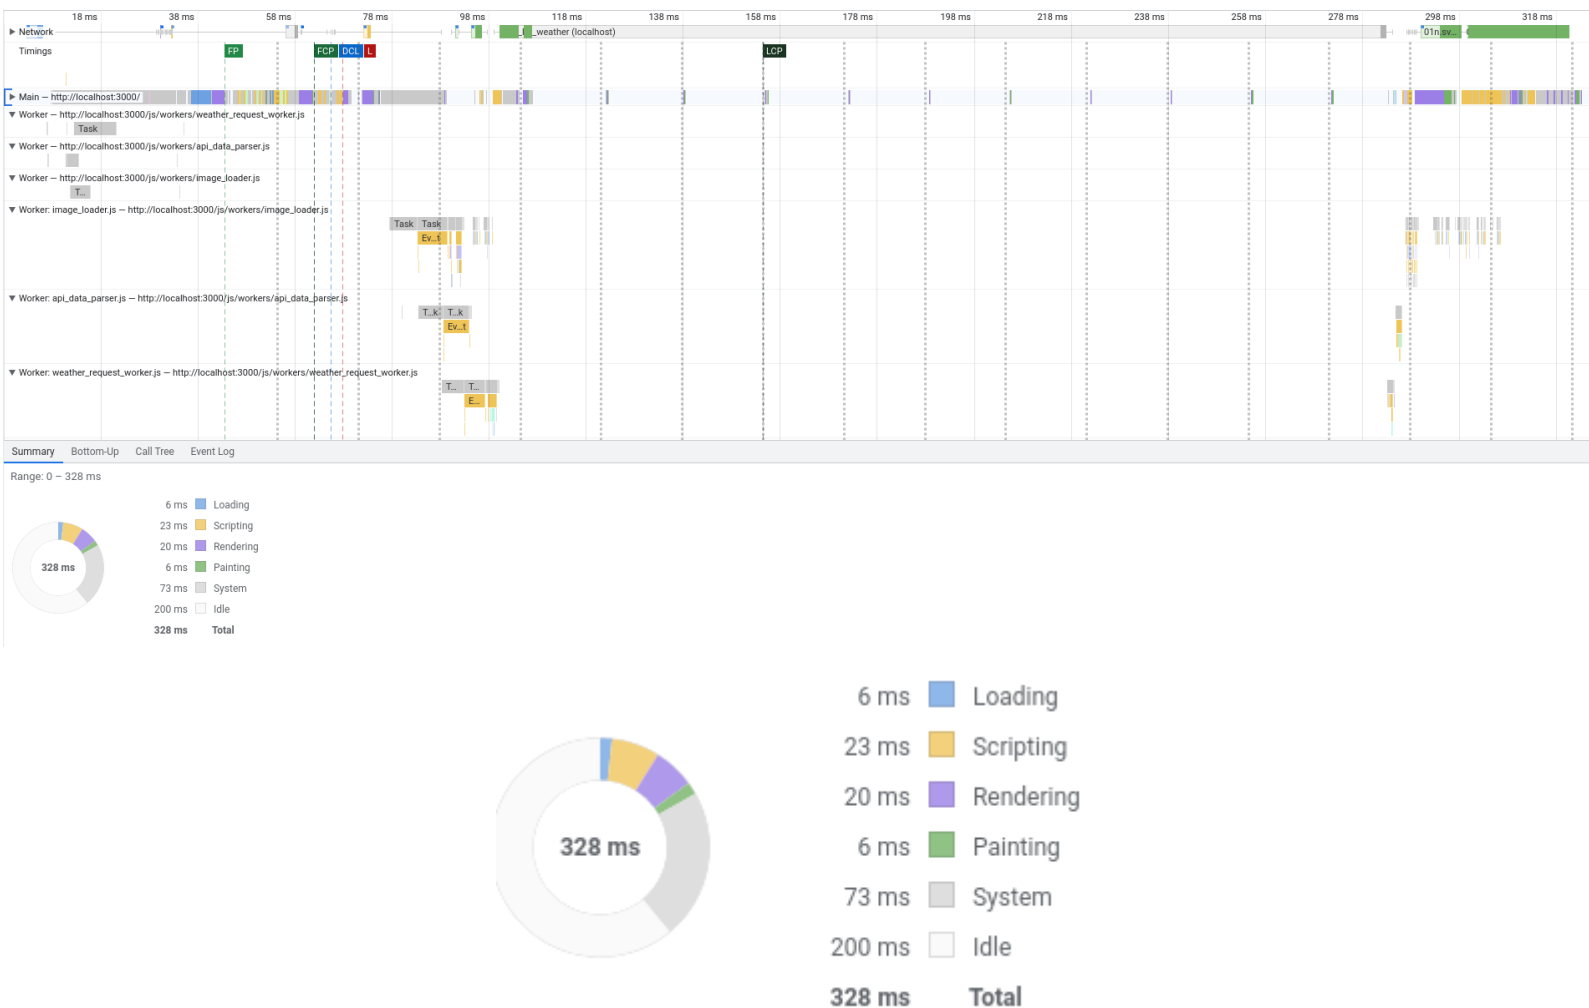 18 ms 38 ms 58 ms 78 ms 98 ms 118 ms 138 ms 158 ms 178 ms 198 ms 218 ms 238 ms 258 ms 278 ms 298 ms 318 ms
Network _weather (localhost) 01n.sv...
Timings FP FCP DCL L LCP
Main — http://localhost:3000/
Worker — http://localhost:3000/js/workers/weather_request_worker.js
Task
Worker — http://localhost:3000/js/workers/api_data_parser.js
Worker — http://localhost:3000/js/workers/image_loader.js
T...
Worker: image_loader.js — http://localhost:3000/js/workers/image_loader.js
Task Task
Ev...t
Worker: api_data_parser.js — http://localhost:3000/js/workers/api_data_parser.js
T...k T...k
Ev...t
Worker: weather_request_worker.js — http://localhost:3000/js/workers/weather_request_worker.js
T... T...
E...
Summary Bottom-Up Call Tree Event Log
Range: 0 – 328 ms
6 ms Loading
23 ms Scripting
20 ms Rendering
328 ms
6 ms Painting
73 ms System
200 ms Idle
328 ms Total
6 ms Loading
23 ms Scripting
20 ms Rendering
328 ms
6 ms Painting
73 ms System
200 ms Idle
328 ms Total